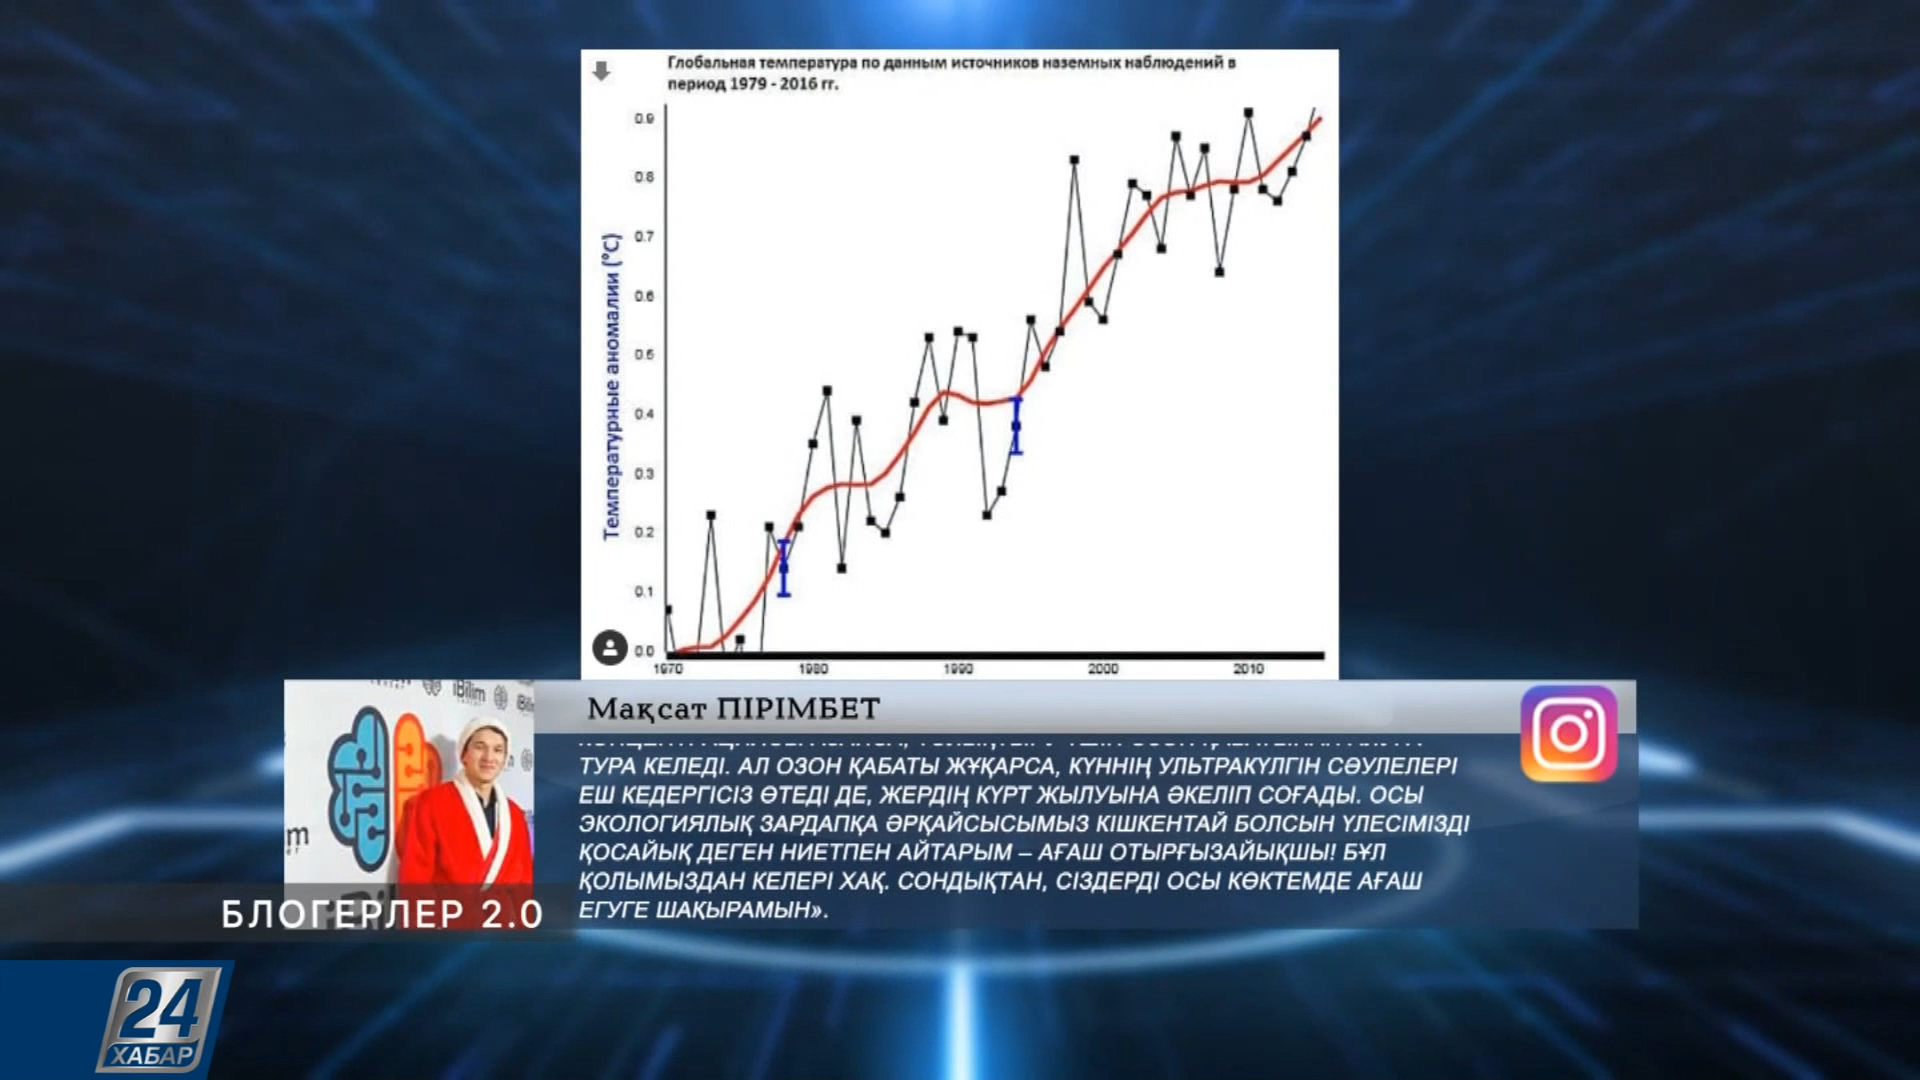 Глобальная температура по данным источников наземных наблюдений в
период 1979 - 2016 гг.
Температурные аномалии (°C)
0.9
0.8
0.7
0.6
0.5
0.4
0.3
0.2
0.1
0.0
1970
1980
1990
2000
2010
iBilim
Мақсат ПІРІМБЕТ
ТУРА КЕЛЕДІ. АЛ ОЗОН ҚАБАТЫ ЖҰҚАРСА, КҮННІҢ УЛЬТРАКҮЛГІН СӘУЛЕЛЕРІ
ЕШ КЕДЕРГІСІЗ ӨТЕДІ ДЕ, ЖЕРДІҢ КҮРТ ЖЫЛУЫНА ӘКЕЛІП СОҒАДЫ. ОСЫ
ЭКОЛОГИЯЛЫҚ ЗАРДАПҚА ӘРҚАЙСЫСЫМЫЗ КІШКЕНТАЙ БОЛСЫН ҮЛЕСІМІЗДІ
ҚОСАЙЫҚ ДЕГЕН НИЕТПЕН АЙТАРЫМ – АҒАШ ОТЫРҒЫЗАЙЫҚШЫ! БҰЛ
ҚОЛЫМЫЗДАН КЕЛЕРІ ХАҚ. СОНДЫҚТАН, СІЗДЕРДІ ОСЫ КӨКТЕМДЕ АҒАШ
ЕГУГЕ ШАҚЫРАМЫН».
БЛОГЕРЛЕР 2.0
24
ХАБАР